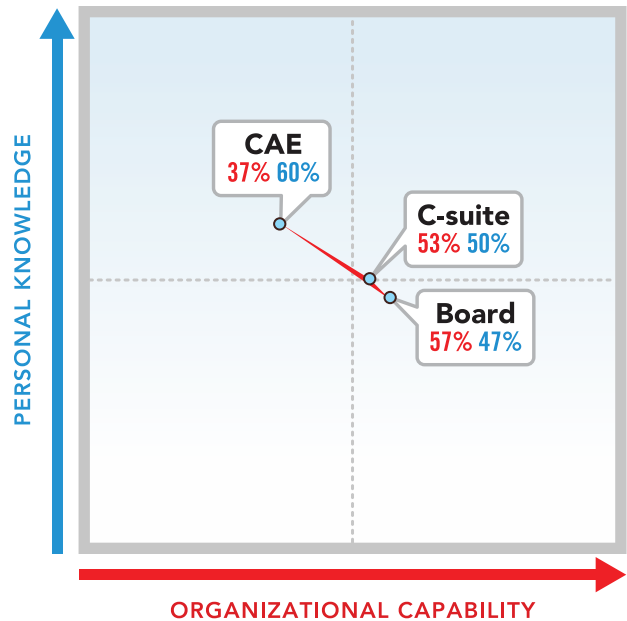 PERSONAL KNOWLEDGE
CAE
37% 60%
C-suite
53% 50%
Board
57% 47%
ORGANIZATIONAL CAPABILITY